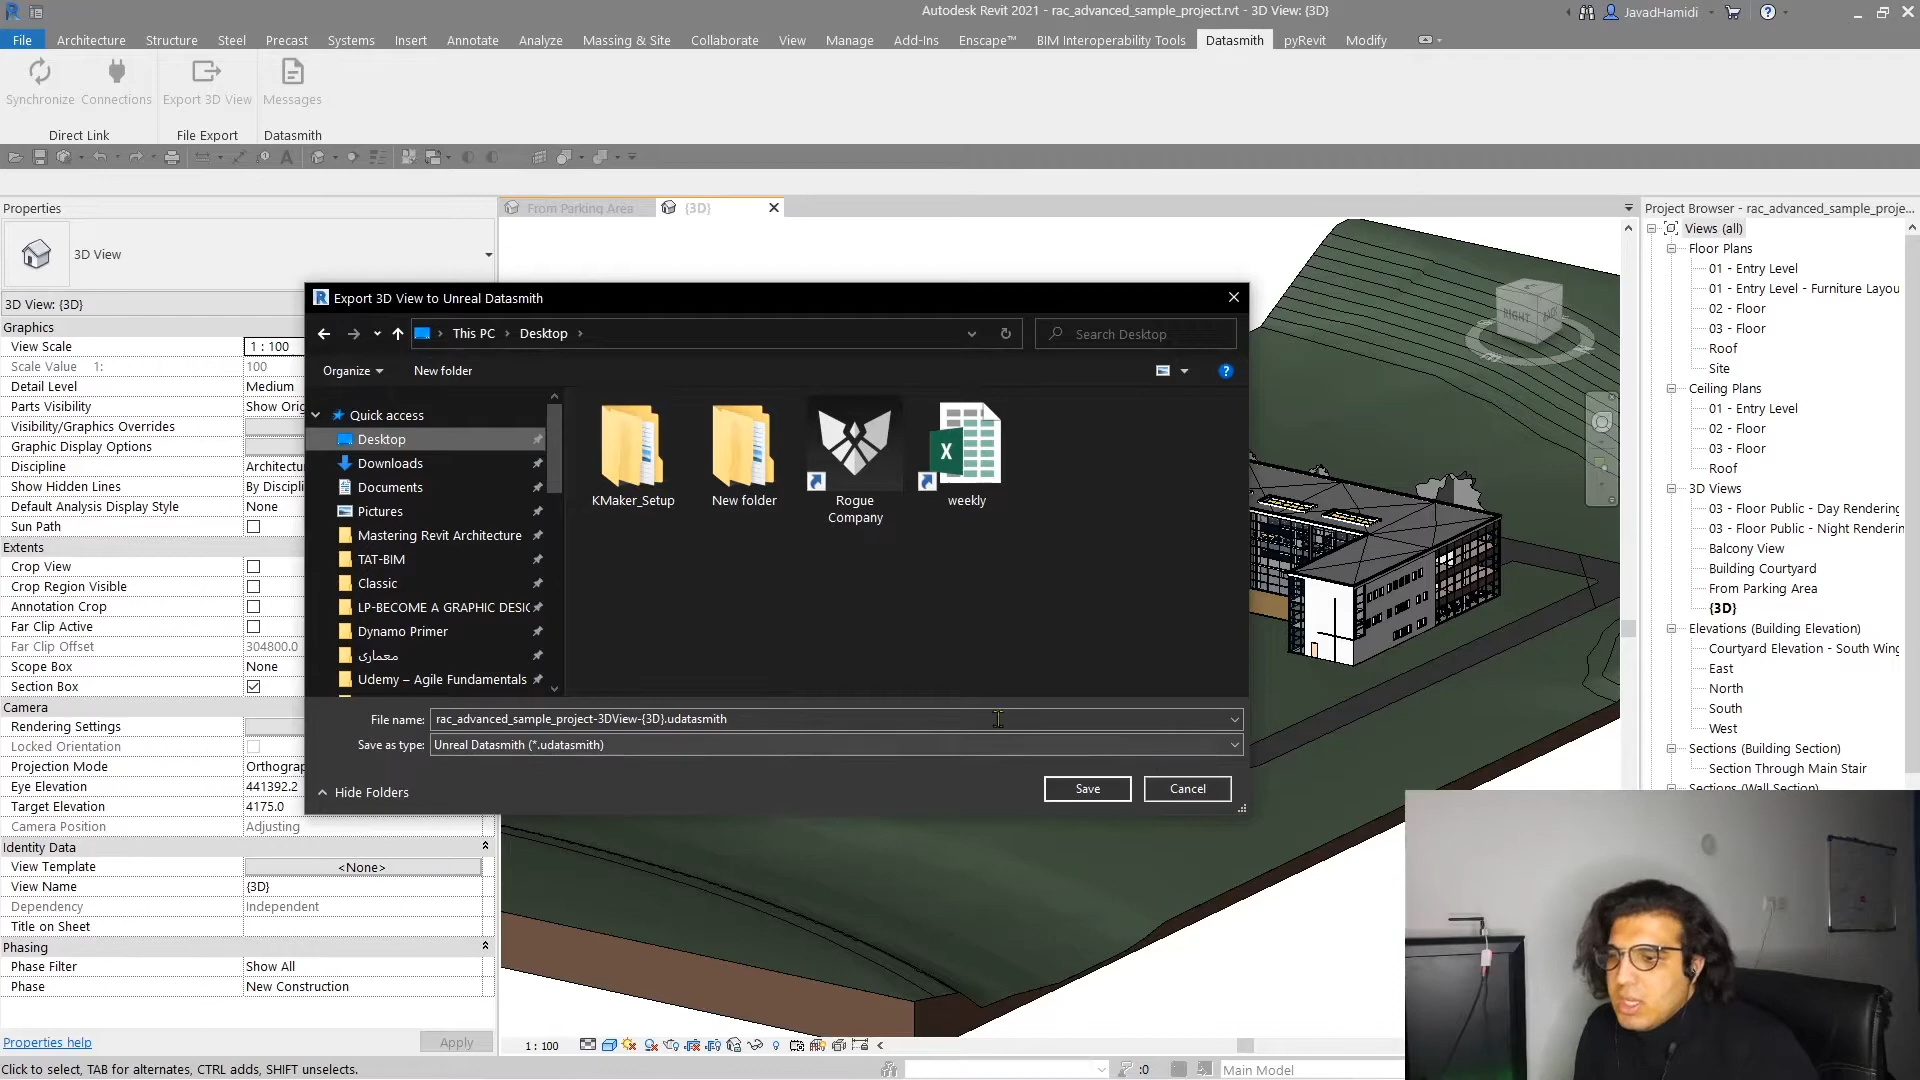 Autodesk Revit 2021 - rac_advanced_sample_project.rvt - 3D View: {3D}
JavadHamidi
File Architecture Structure Steel Precast Systems Insert Annotate Analyze Massing & Site Collaborate View Manage Add-Ins Enscape™ BIM Interoperability Tools Datasmith pyRevit Modify
Synchronize Connections Export 3D View Messages
Direct Link File Export Datasmith
Properties
From Parking Area {3D}
Project Browser - rac_advanced_sample_proje...
3D View
3D View: {3D}
Graphics
View Scale 1 : 100
Scale Value 1: 100
Detail Level Medium
Parts Visibility Show Orig
Visibility/Graphics Overrides
Graphic Display Options
Discipline Architectu
Show Hidden Lines By Discipli
Default Analysis Display Style None
Sun Path
Extents
Crop View
Crop Region Visible
Annotation Crop
Far Clip Active
Far Clip Offset 304800.0
Scope Box None
Section Box
Camera
Rendering Settings
Locked Orientation
Projection Mode Orthograp
Eye Elevation 441392.2
Target Elevation 4175.0
Camera Position Adjusting
Identity Data
View Template <None>
View Name {3D}
Dependency Independent
Title on Sheet
Phasing
Phase Filter Show All
Phase New Construction
Properties help Apply
Click to select, TAB for alternates, CTRL adds, SHIFT unselects.
Export 3D View to Unreal Datasmith
This PC Desktop
Search Desktop
Organize New folder
Quick access
Desktop
Downloads
Documents
Pictures
Mastering Revit Architecture
TAT-BIM
Classic
LP-BECOME A GRAPHIC DESIG
Dynamo Primer
معماری
Udemy – Agile Fundamentals
KMaker_Setup
New folder
Rogue
Company
weekly
File name: rac_advanced_sample_project-3DView-{3D}.udatasmith
Save as type: Unreal Datasmith (*.udatasmith)
Hide Folders
Save Cancel
RIGHT
Views (all)
Floor Plans
01 - Entry Level
01 - Entry Level - Furniture Layou
02 - Floor
03 - Floor
Roof
Site
Ceiling Plans
01 - Entry Level
02 - Floor
03 - Floor
Roof
3D Views
03 - Floor Public - Day Rendering
03 - Floor Public - Night Renderin
Balcony View
Building Courtyard
From Parking Area
{3D}
Elevations (Building Elevation)
Courtyard Elevation - South Wing
East
North
South
West
Sections (Building Section)
Section Through Main Stair
Sections (Wall Section)
1 : 100
:0
Main Model